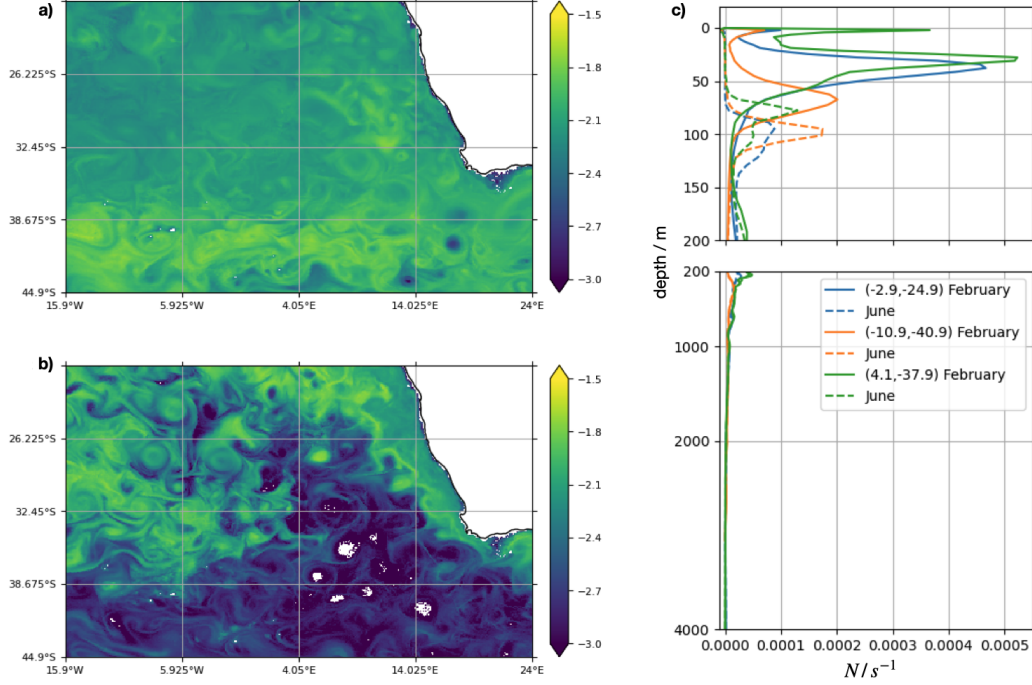 a)
26.225°S
32.45°S
38.675°S
44.9°S
15.9°W 5.925°W 4.05°E 14.025°E 24°E
−1.5
−1.8
−2.1
−2.4
−2.7
−3.0
b)
26.225°S
32.45°S
38.675°S
44.9°S
15.9°W 5.925°W 4.05°E 14.025°E 24°E
−1.5
−1.8
−2.1
−2.4
−2.7
−3.0
c)
0
50
100
150
200
depth / m
200
1000
2000
4000
(-2.9,-24.9) February
June
(-10.9,-40.9) February
June
(4.1,-37.9) February
June
0.0000 0.0001 0.0002 0.0003 0.0004 0.0005
N / s⁻¹